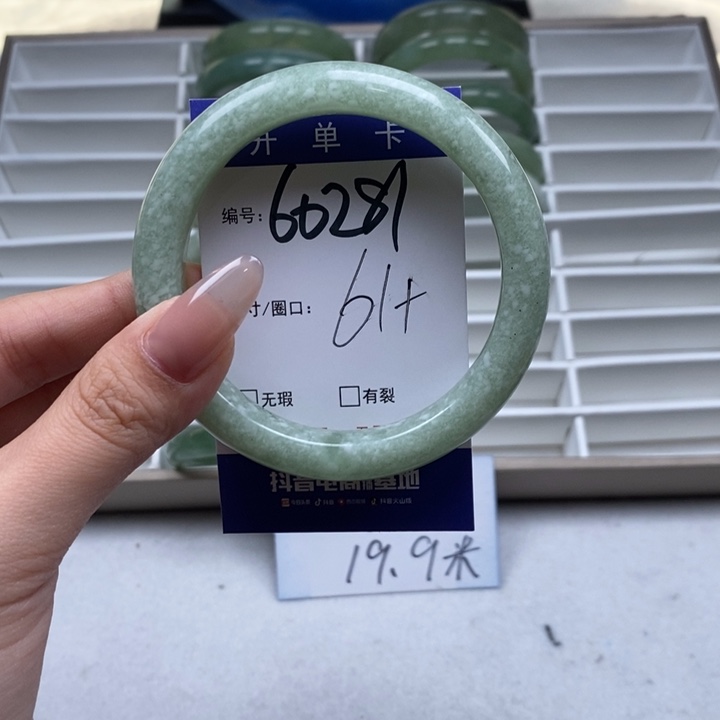 开单卡
编号: 60281
寸/圈口: 61+
□无瑕 □有裂
抖音电商 基地
19.9米